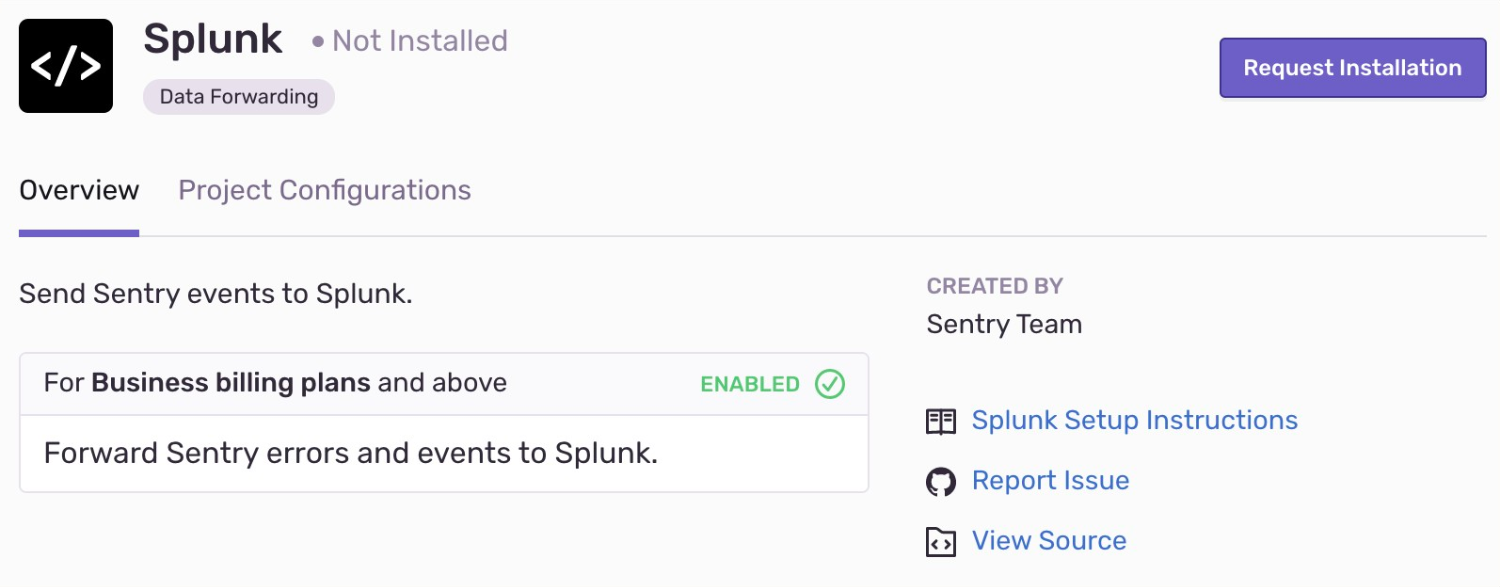 Splunk • Not Installed
Request Installation
Data Forwarding
Overview Project Configurations
Send Sentry events to Splunk.
For Business billing plans and above ENABLED
Forward Sentry errors and events to Splunk.
CREATED BY
Sentry Team
Splunk Setup Instructions
Report Issue
View Source